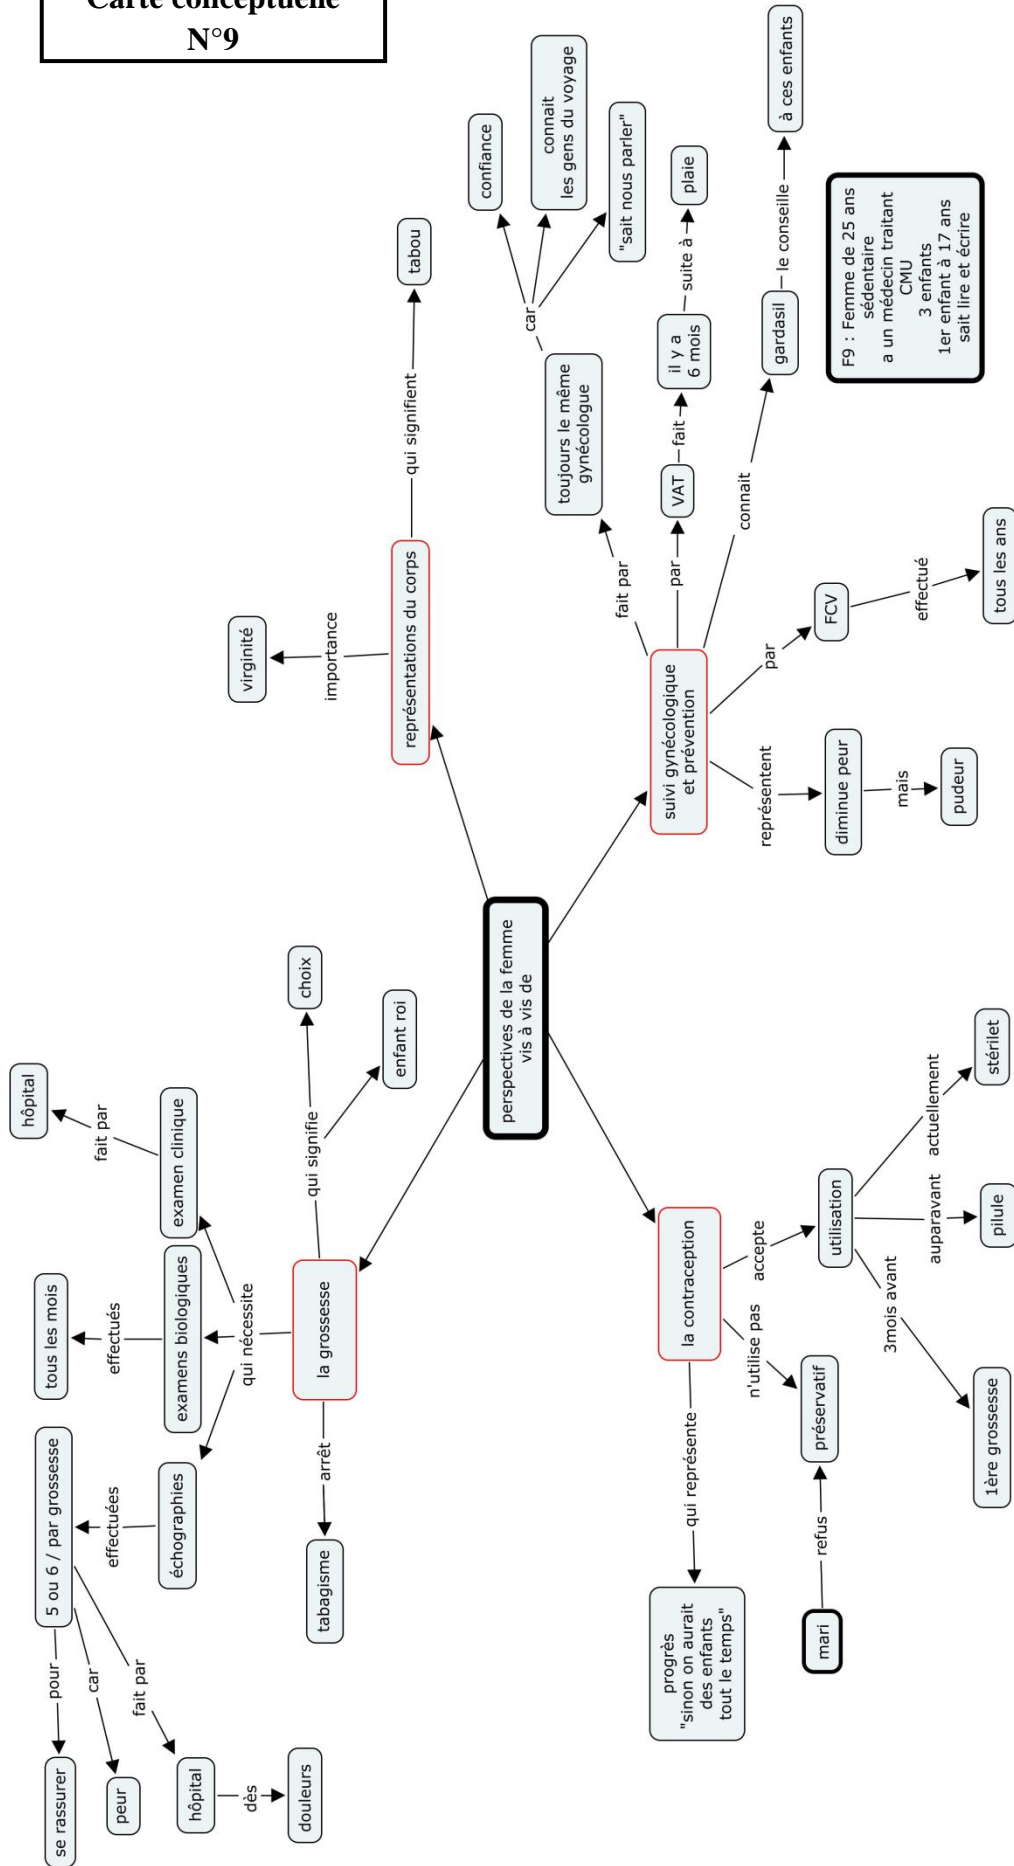 Carte conceptuelle
N°9
hôpital
fait par
examen clinique
tous les mois
effectués
examens biologiques
5 ou 6 / par grossesse
effectuées
échographies
qui nécessite
pour
car
fait par
se rassurer
peur
hôpital
dès
douleurs
la grossesse
arrêt
tabagisme
qui signifie
choix
enfant roi
perspectives de la femme
vis à vis de
virginité
importance
représentations du corps
qui signifient
tabou
confiance
connait
les gens du voyage
"sait nous parler"
car
toujours le même
gynécologue
fait par
suivi gynécologique
et prévention
par
VAT
fait
il y a
6 mois
suite à
plaie
connait
gardasil
le conseille
à ces enfants
par
FCV
effectué
tous les ans
représentent
diminue peur
mais
pudeur
la contraception
accepte
utilisation
actuellement
stérilet
auparavant
pilule
3mois avant
1ère grossesse
n'utilise pas
préservatif
refus
mari
qui représente
progrès
"sinon on aurait
des enfants
tout le temps"
F9 : Femme de 25 ans
sédentaire
a un médecin traitant
CMU
3 enfants
1er enfant à 17 ans
sait lire et écrire